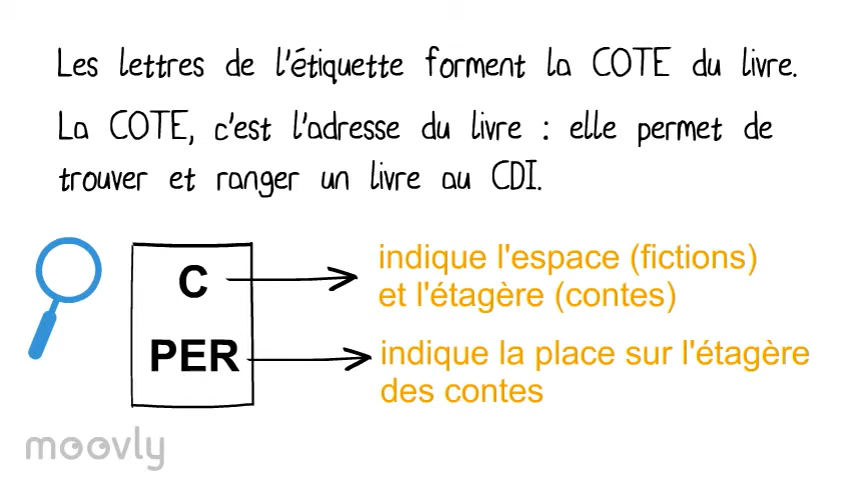 Les lettres de l'étiquette forment la COTE du livre.
La COTE, c'est l'adresse du livre : elle permet de
trouver et ranger un livre au CDI.
C
indique l'espace (fictions)
et l'étagère (contes)
PER
indique la place sur l'étagère
des contes
moovly